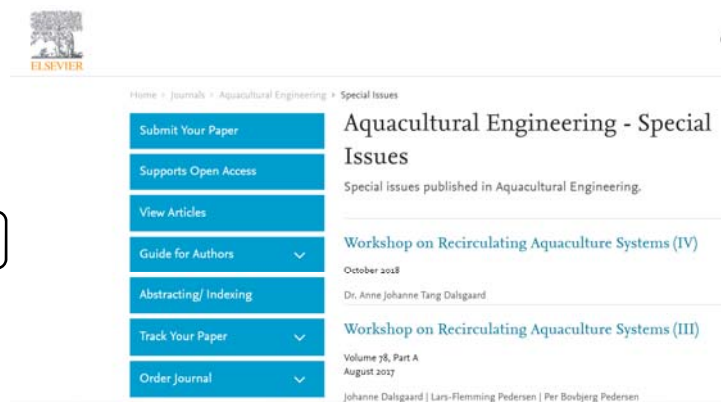 ELSEVIER
Home > Journals > Aquacultural Engineering > Special Issues
Submit Your Paper
Supports Open Access
View Articles
Guide for Authors
Abstracting/ Indexing
Track Your Paper
Order Journal
Aquacultural Engineering - Special
Issues
Special issues published in Aquacultural Engineering.
Workshop on Recirculating Aquaculture Systems (IV)
October 2018
Dr. Anne Johanne Tang Dalsgaard
Workshop on Recirculating Aquaculture Systems (III)
Volume 78, Part A
August 2017
Johanne Dalsgaard | Lars-Flemming Pedersen | Per Bovbjerg Pedersen